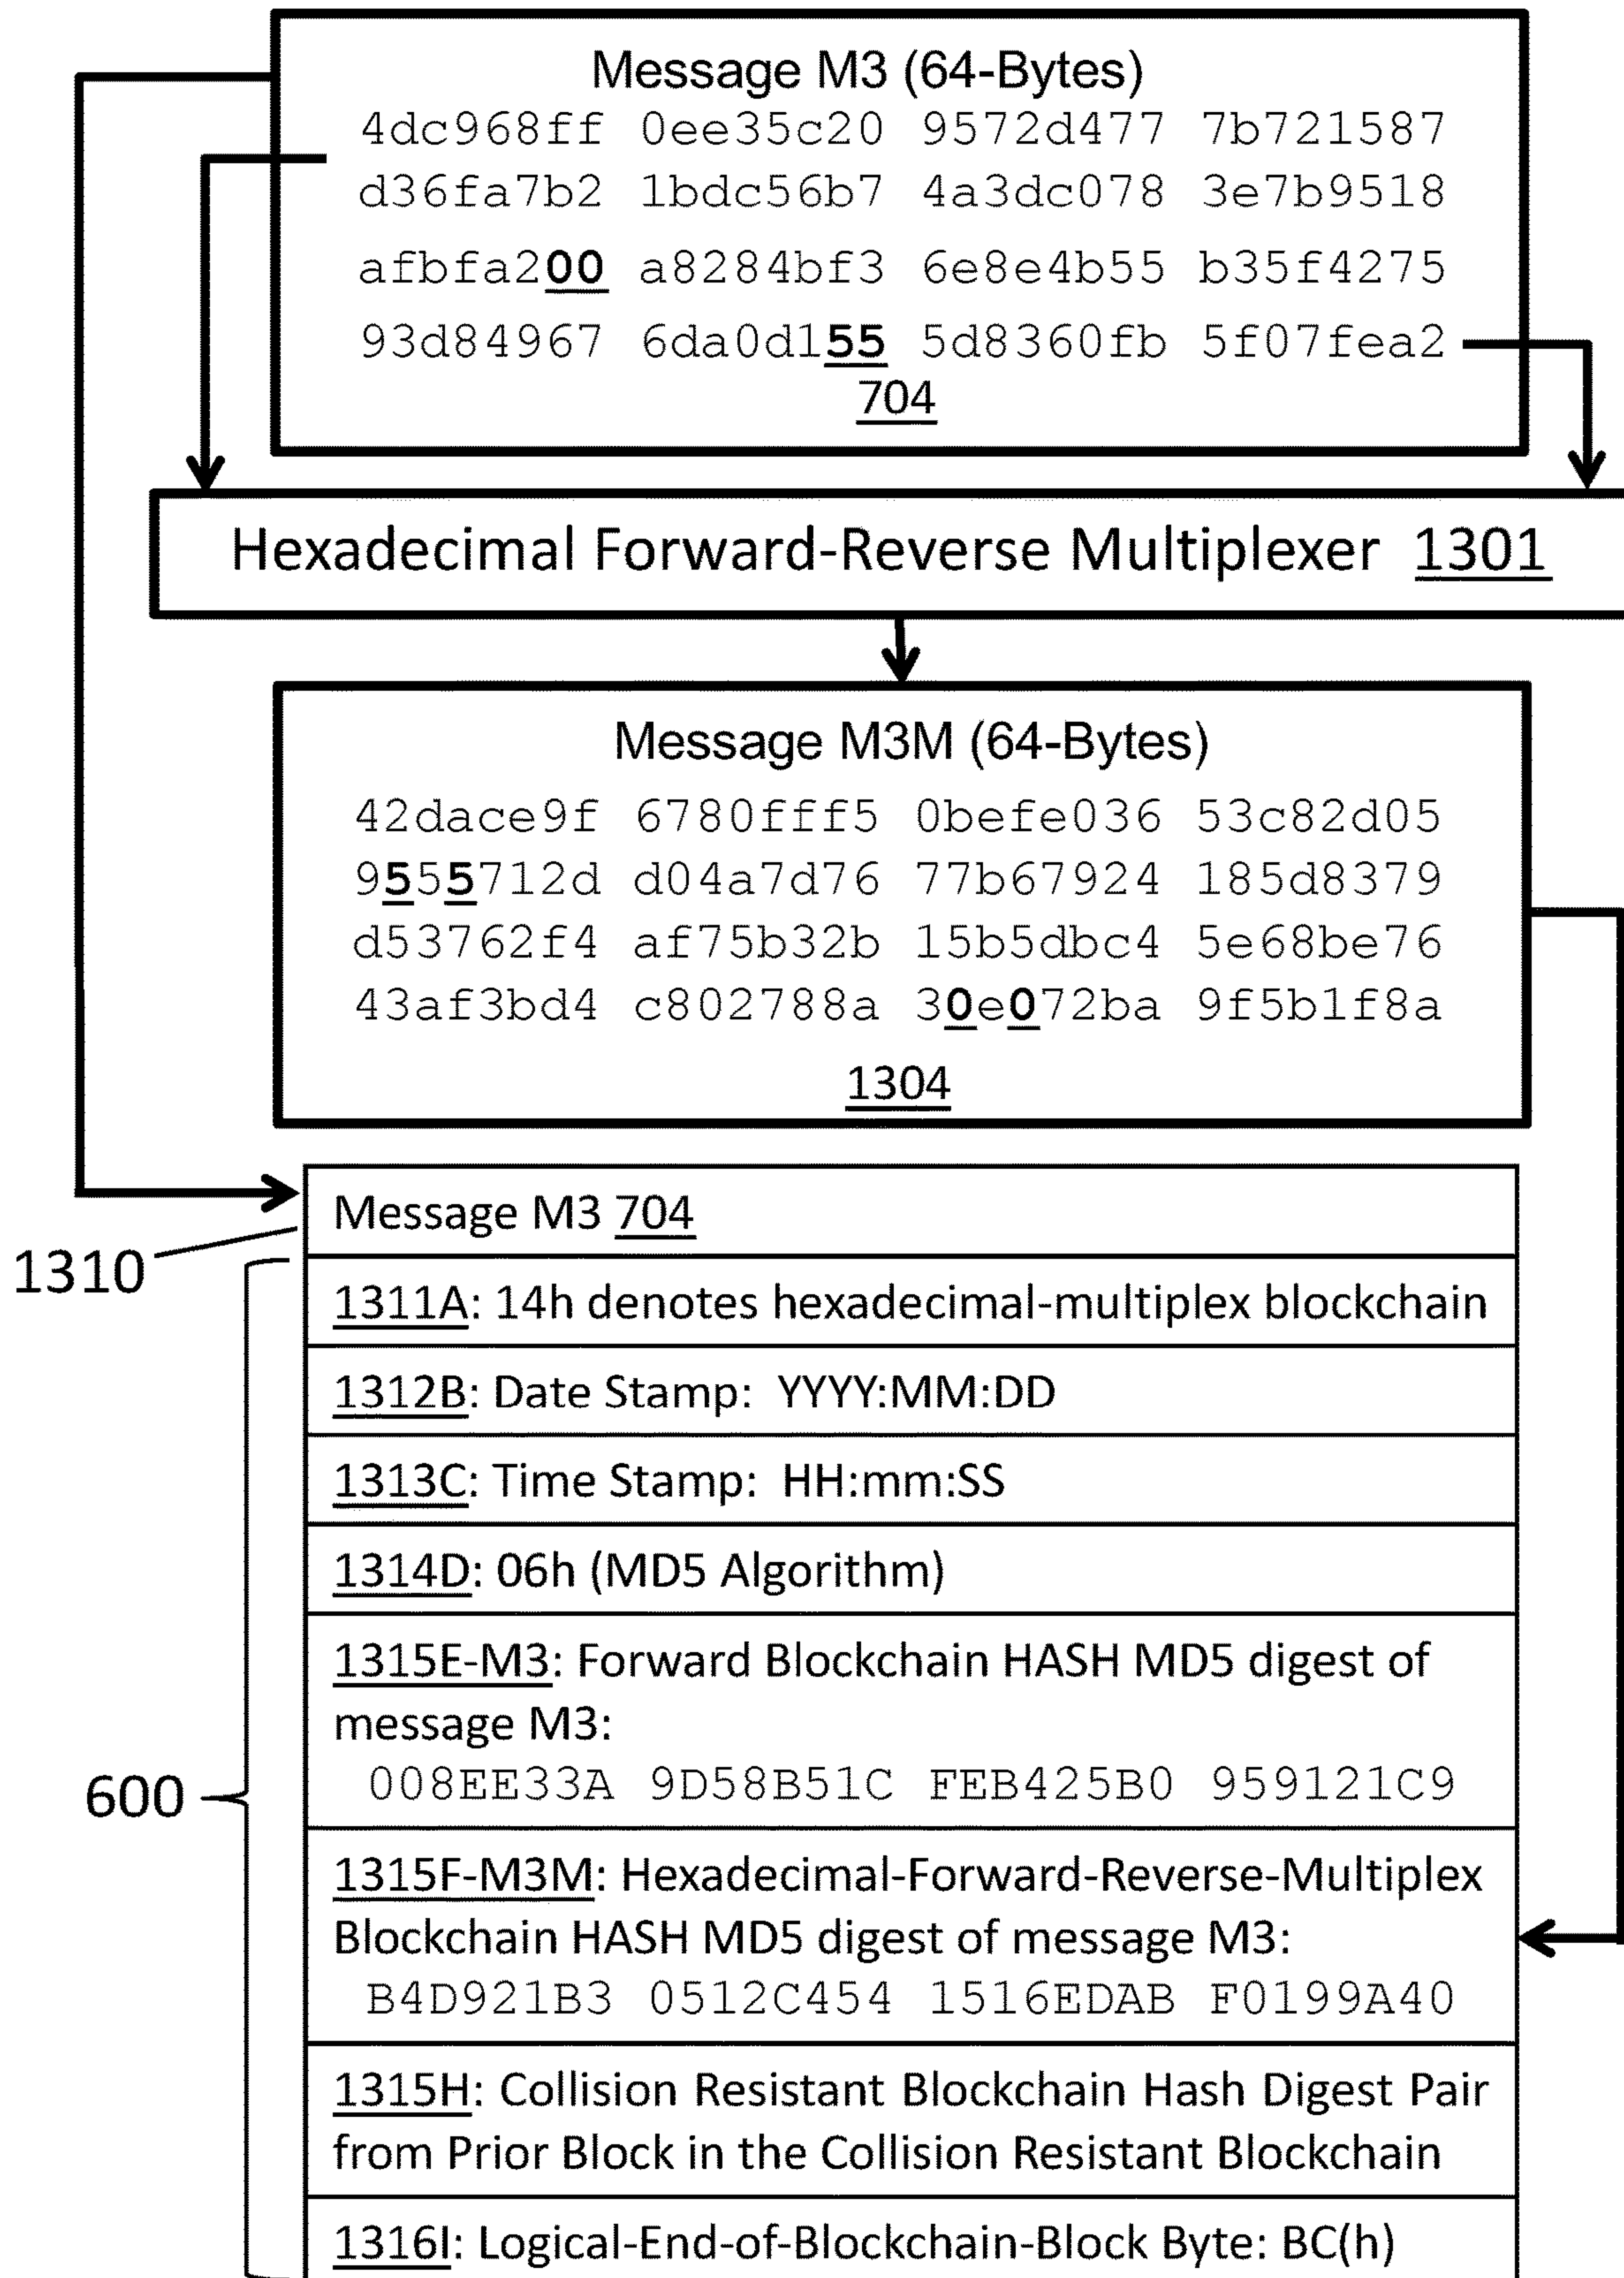 Message M3 (64-Bytes)
4dc968ff 0ee35c20 9572d477 7b721587
d36fa7b2 1bdc56b7 4a3dc078 3e7b9518
afbfa200 a8284bf3 6e8e4b55 b35f4275
93d84967 6da0d155 5d8360fb 5f07fea2
704
Hexadecimal Forward-Reverse Multiplexer 1301
Message M3M (64-Bytes)
42dace9f 6780fff5 0befe036 53c82d05
9555712d d04a7d76 77b67924 185d8379
d53762f4 af75b32b 15b5dbc4 5e68be76
43af3bd4 c802788a 30e072ba 9f5b1f8a
1304
Message M3 704
1310
1311A: 14h denotes hexadecimal-multiplex blockchain
1312B: Date Stamp: YYYY:MM:DD
1313C: Time Stamp: HH:mm:SS
1314D: 06h (MD5 Algorithm)
1315E-M3: Forward Blockchain HASH MD5 digest of
message M3:
008EE33A 9D58B51C FEB425B0 959121C9
600
1315F-M3M: Hexadecimal-Forward-Reverse-Multiplex
Blockchain HASH MD5 digest of message M3:
B4D921B3 0512C454 1516EDAB F0199A40
1315H: Collision Resistant Blockchain Hash Digest Pair
from Prior Block in the Collision Resistant Blockchain
1316I: Logical-End-of-Blockchain-Block Byte: BC(h)